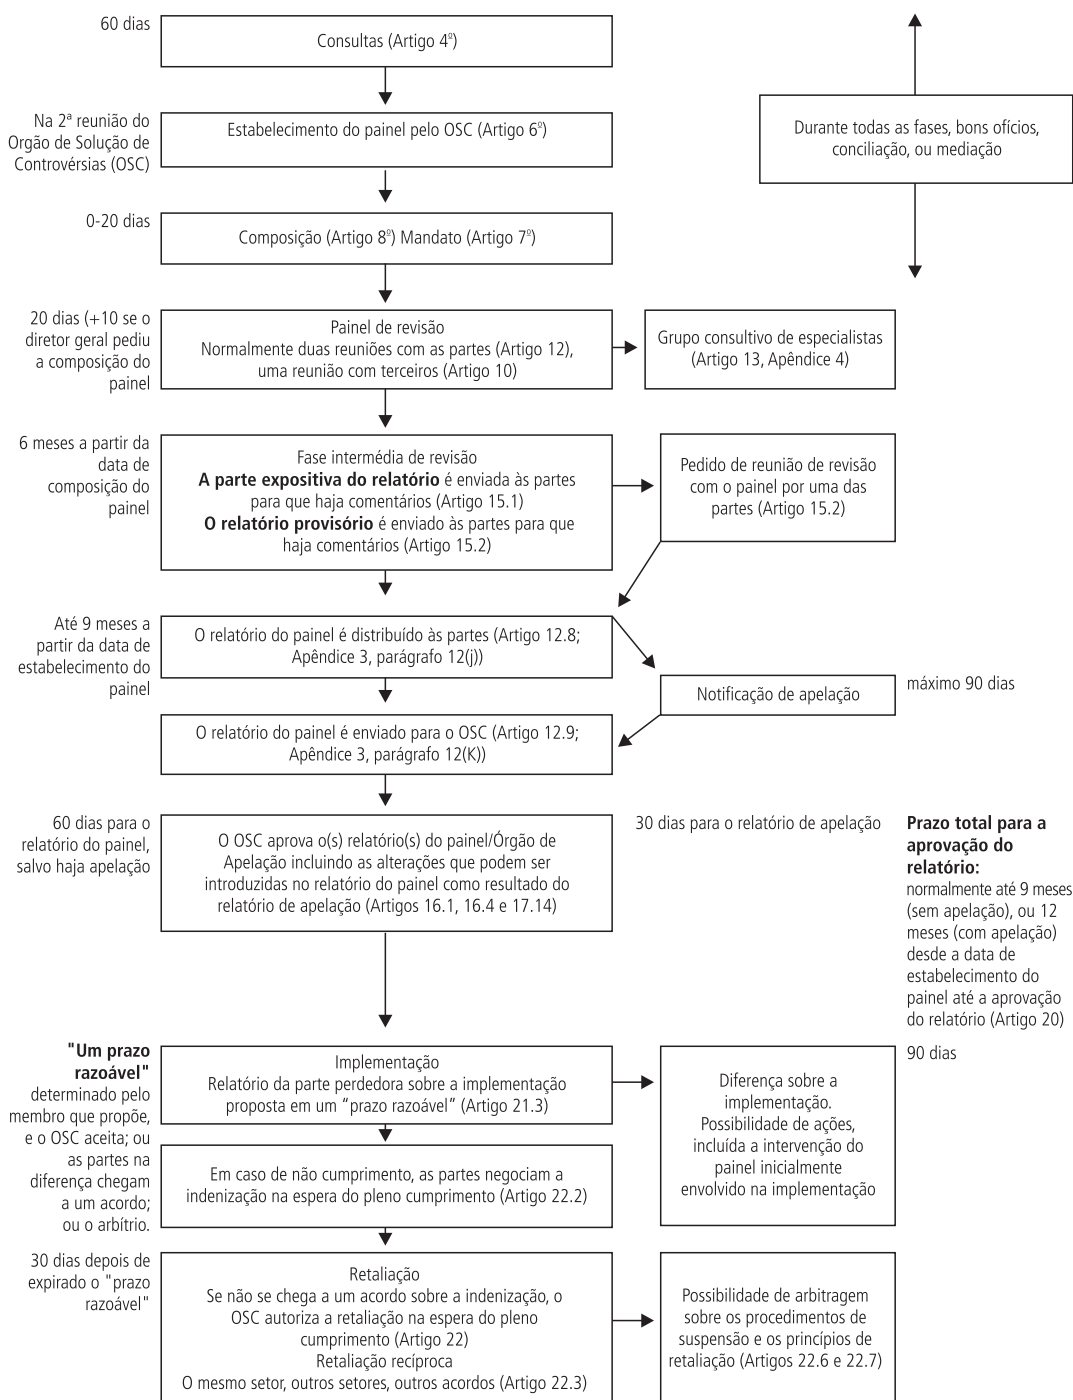 60 dias
Consultas (Artigo 4º)
Na 2ª reunião do
Orgão de Solução de
Controvérsias (OSC)
Estabelecimento do painel pelo OSC (Artigo 6º)
Durante todas as fases, bons ofícios,
conciliação, ou mediação
0-20 dias
Composição (Artigo 8º) Mandato (Artigo 7º)
20 dias (+10 se o
diretor geral pediu
a composição do
painel
Painel de revisão
Normalmente duas reuniões com as partes (Artigo 12),
uma reunião com terceiros (Artigo 10)
Grupo consultivo de especialistas
(Artigo 13, Apêndice 4)
6 meses a partir da
data de
composição do
painel
Fase intermédia de revisão
A parte expositiva do relatório é enviada às partes
para que haja comentários (Artigo 15.1)
O relatório provisório é enviado às partes para que
haja comentários (Artigo 15.2)
Pedido de reunião de revisão
com o painel por uma das
partes (Artigo 15.2)
Até 9 meses a
partir da data de
estabelecimento do
painel
O relatório do painel é distribuído às partes (Artigo 12.8;
Apêndice 3, parágrafo 12(j))
Notificação de apelação
máximo 90 dias
O relatório do painel é enviado para o OSC (Artigo 12.9;
Apêndice 3, parágrafo 12(K))
60 dias para o
relatório do painel,
salvo haja apelação
O OSC aprova o(s) relatório(s) do painel/Órgão de
Apelação incluindo as alterações que podem ser
introduzidas no relatório do painel como resultado do
relatório de apelação (Artigos 16.1, 16.4 e 17.14)
30 dias para o relatório de apelação
Prazo total para a
aprovação do
relatório:
normalmente até 9 meses
(sem apelação), ou 12
meses (com apelação)
desde a data de
estabelecimento do
painel até a aprovação
do relatório (Artigo 20)
"Um prazo
razoável"
determinado pelo
membro que propõe,
e o OSC aceita; ou
as partes na
diferença chegam
a um acordo;
ou o arbítrio.
Implementação
Relatório da parte perdedora sobre a implementação
proposta em um “prazo razoável” (Artigo 21.3)
90 dias
Diferença sobre a
implementação.
Possibilidade de ações,
incluída a intervenção do
painel inicialmente
envolvido na implementação
Em caso de não cumprimento, as partes negociam a
indenização na espera do pleno cumprimento (Artigo 22.2)
30 dias depois de
expirado o "prazo
razoável"
Retaliação
Se não se chega a um acordo sobre a indenização, o
OSC autoriza a retaliação na espera do pleno
cumprimento (Artigo 22)
Retaliação recíproca
O mesmo setor, outros setores, outros acordos (Artigo 22.3)
Possibilidade de arbitragem
sobre os procedimentos de
suspensão e os princípios de
retaliação (Artigos 22.6 e 22.7)